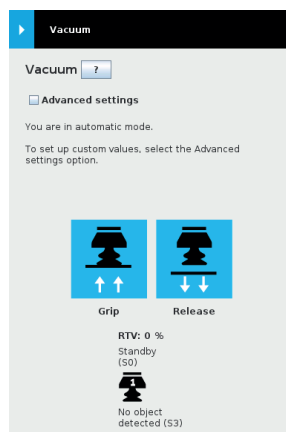 Vacuum
Vacuum ?
Advanced settings
You are in automatic mode.
To set up custom values, select the Advanced
settings option.
Grip Release
RTV: 0 %
Standby
(S0)
1
No object
detected (S3)